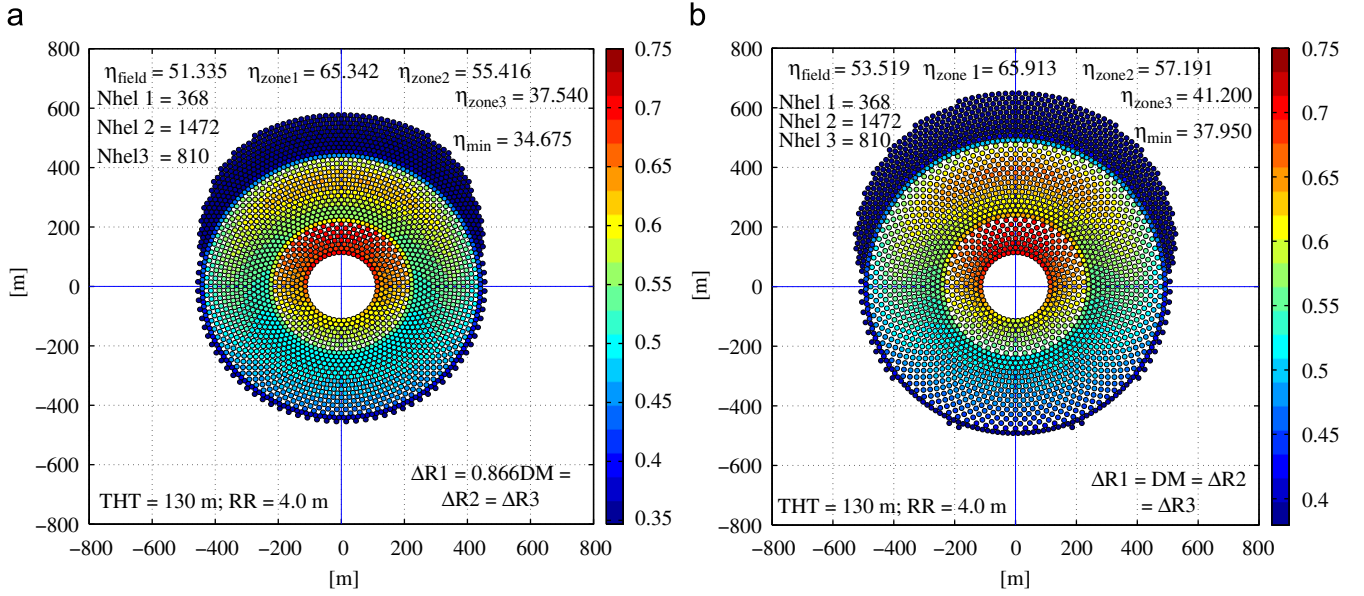 a
800
600
400
200
0
−200
−400
−600
−800
[m]
−800 −600 −400 −200 0 200 400 600 800
[m]
ηfield = 51.335 ηzone1 = 65.342 ηzone2 = 55.416
Nhel 1 = 368
ηzone3 = 37.540
Nhel 2 = 1472
Nhel3 = 810
ηmin = 34.675
ΔR1 = 0.866DM =
ΔR2 = ΔR3
THT = 130 m; RR = 4.0 m
0.75
0.7
0.65
0.6
0.55
0.5
0.45
0.4
0.35
b
800
600
400
200
0
−200
−400
−600
−800
[m]
−800 −600 −400 −200 0 200 400 600 800
[m]
ηfield = 53.519 ηzone 1= 65.913 ηzone2 = 57.191
Nhel 1 = 368
ηzone3 = 41.200
Nhel 2 = 1472
Nhel 3 = 810
ηmin = 37.950
ΔR1 = DM = ΔR2
= ΔR3
THT = 130 m; RR = 4.0 m
0.75
0.7
0.65
0.6
0.55
0.5
0.45
0.4